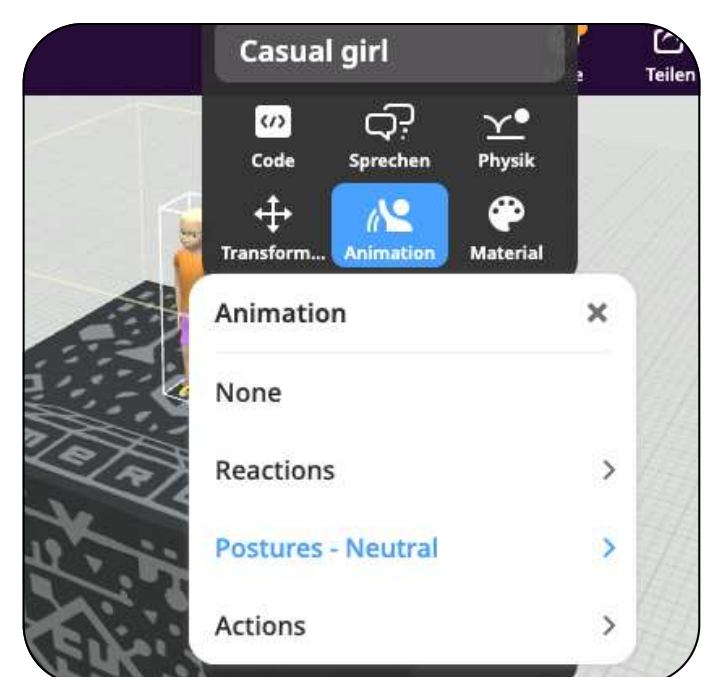 Casual girl
Teilen
Code
Sprechen
Physik
Transform...
Animation
Material
Animation
None
Reactions
Postures - Neutral
Actions